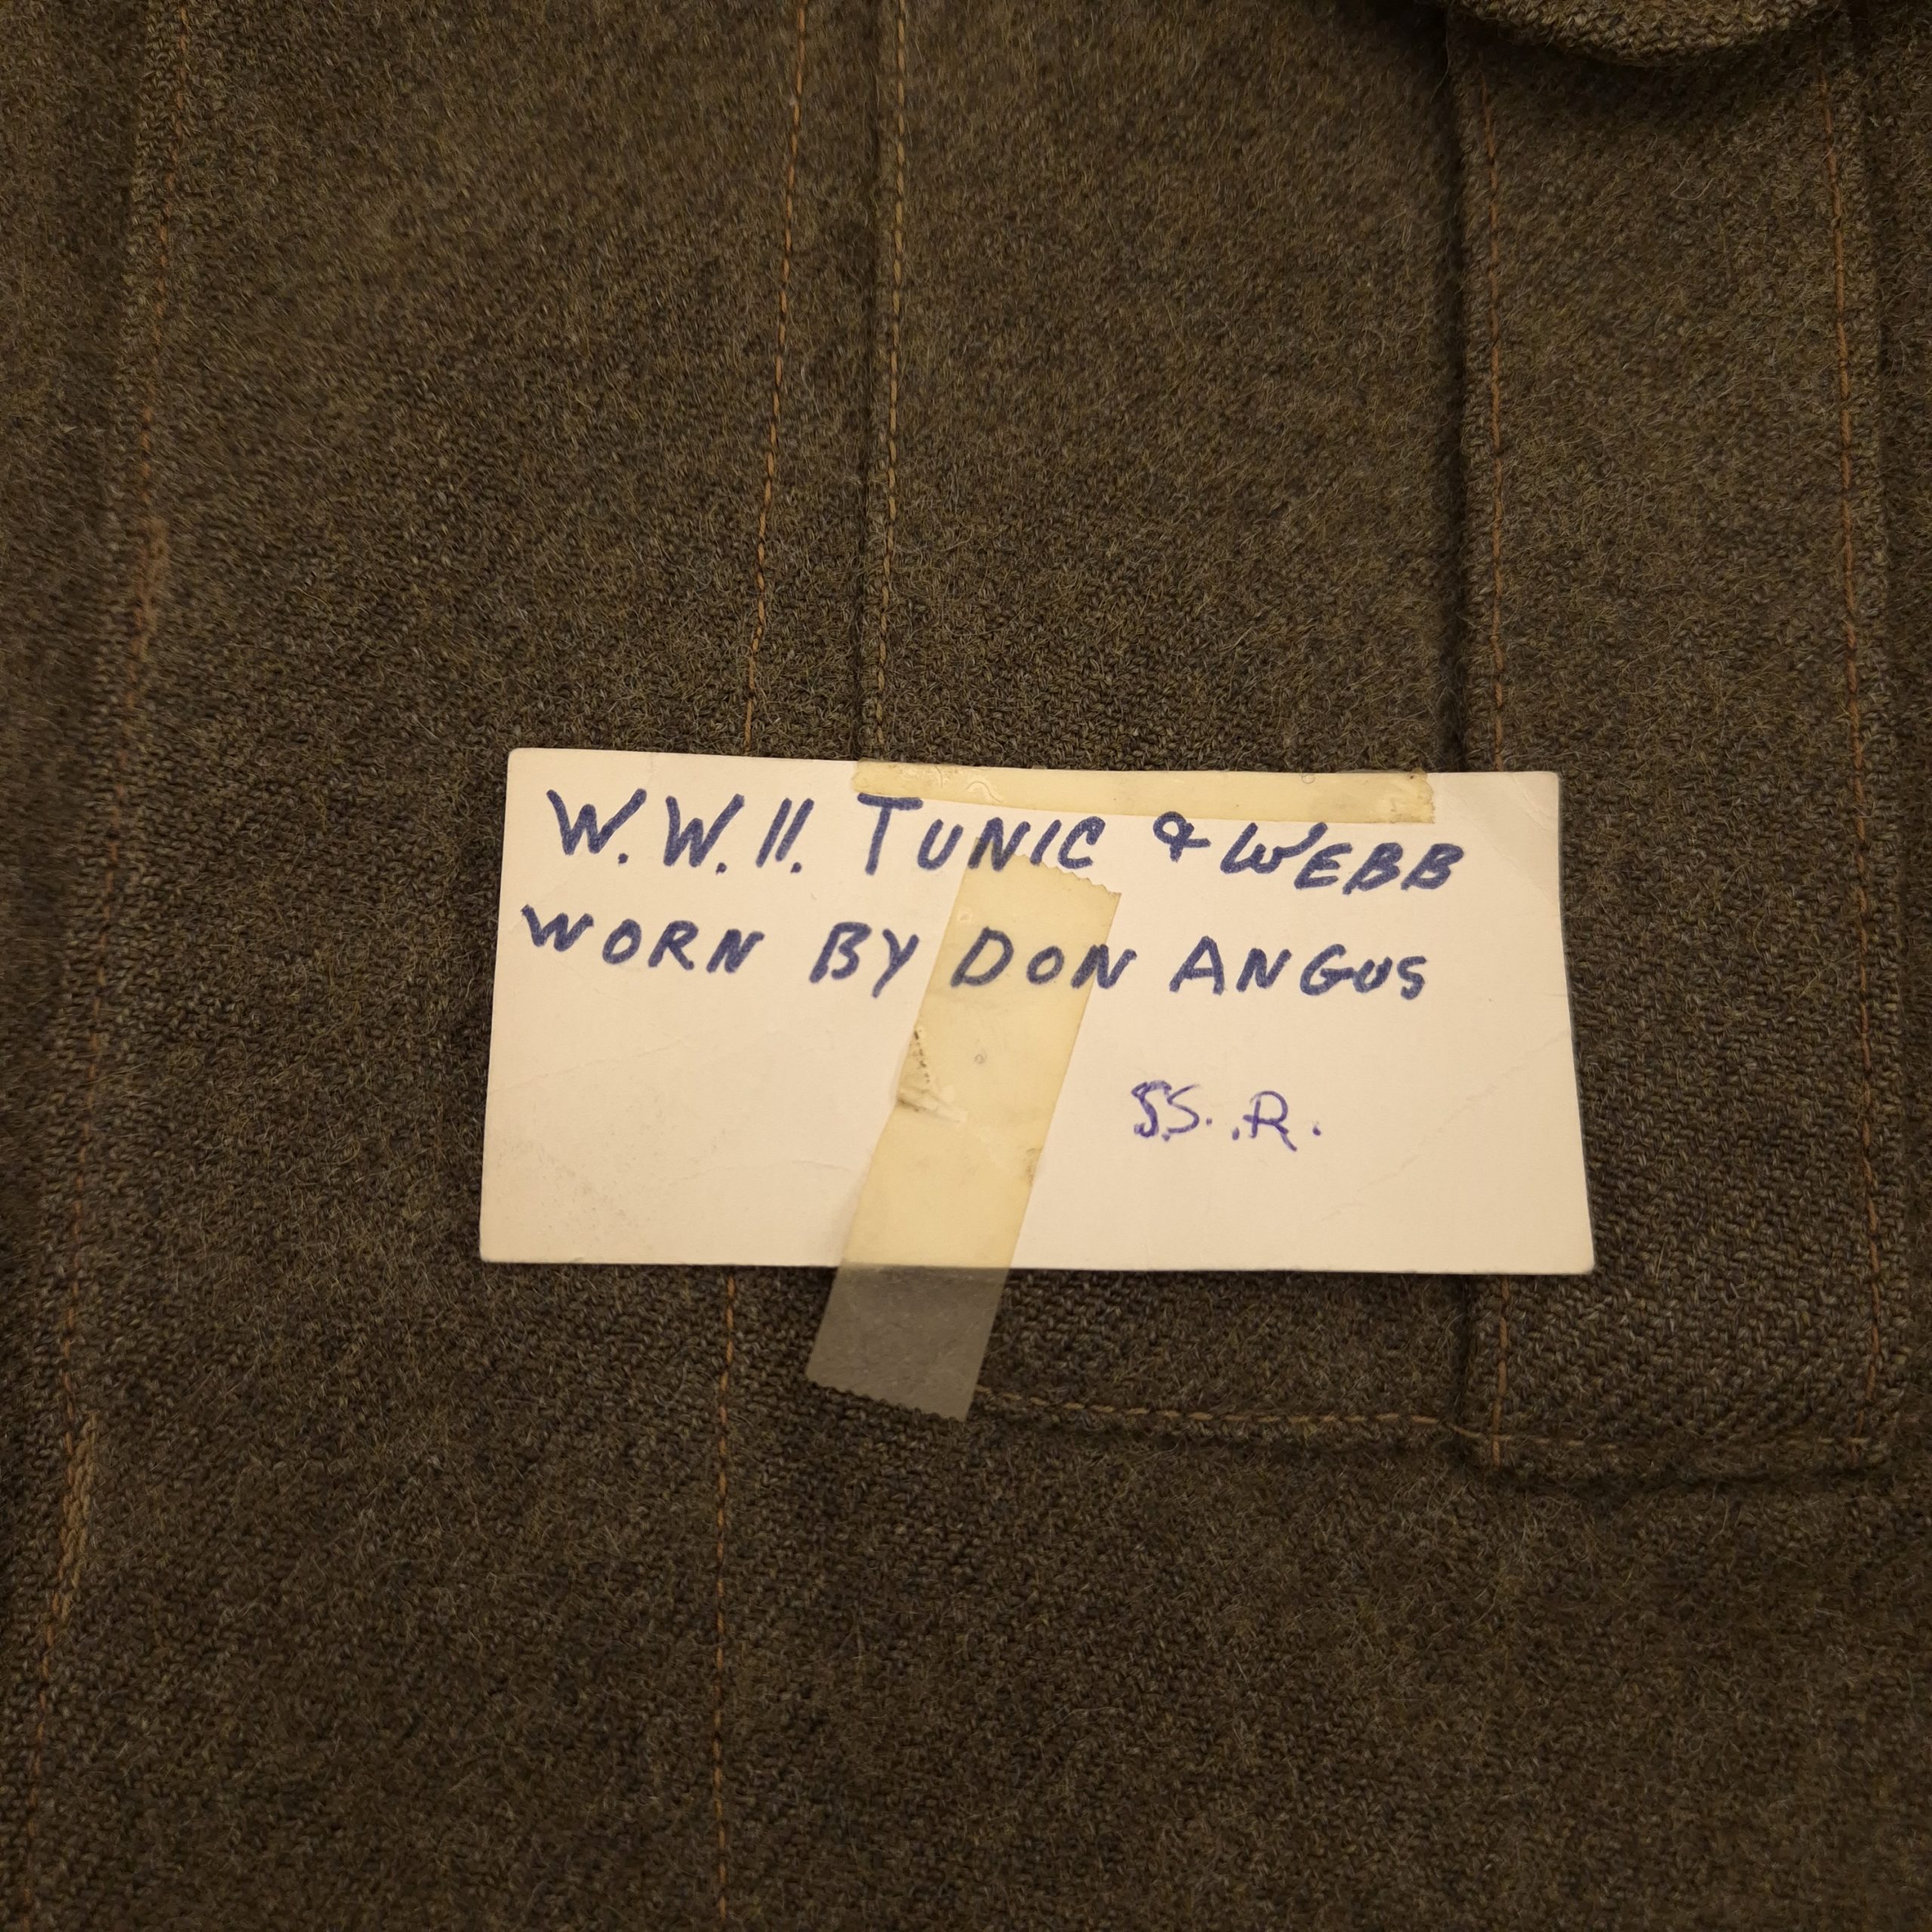 W.W.II. TUNIC & WEBB
WORN BY DON ANGUS
S.S.R.